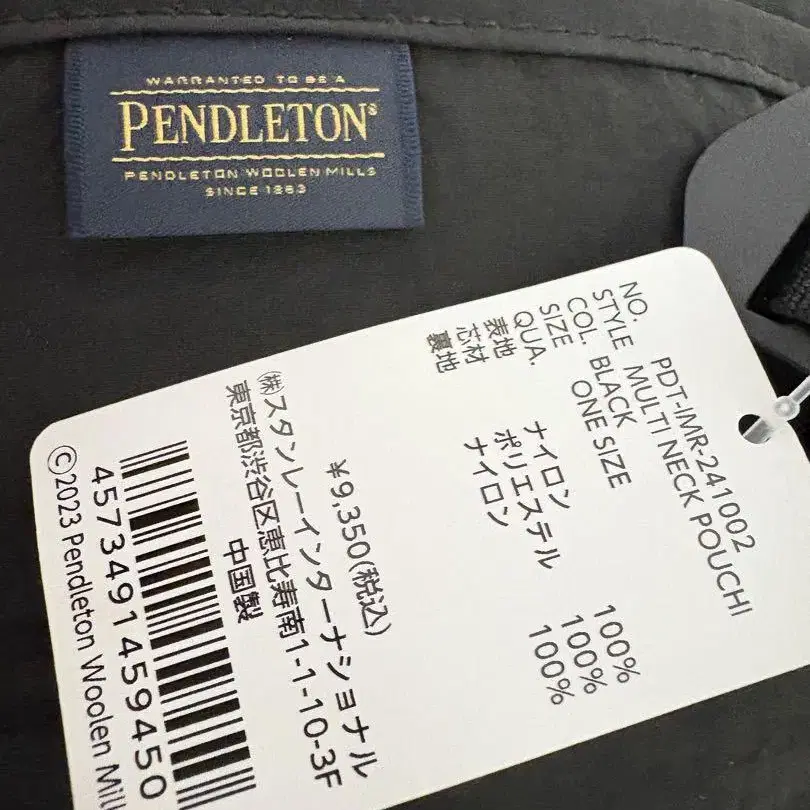 WARRANTED TO BE A
PENDLETON®
PENDLETON WOOLEN MILLS
SINCE 1863
NO. PDT-IMR-241002
STYLE MULTI NECK POUCHI
COL. BLACK
SIZE ONE SIZE
QUA.
表地 ナイロン 100%
芯材 ポリエステル 100%
裏地 ナイロン 100%
¥9,350(税込)
㈱スタンレーインターナショナル
東京都渋谷区恵比寿南1-1-10-3F
中国製
4573491459450
©2023 Pendleton Woolen Mill